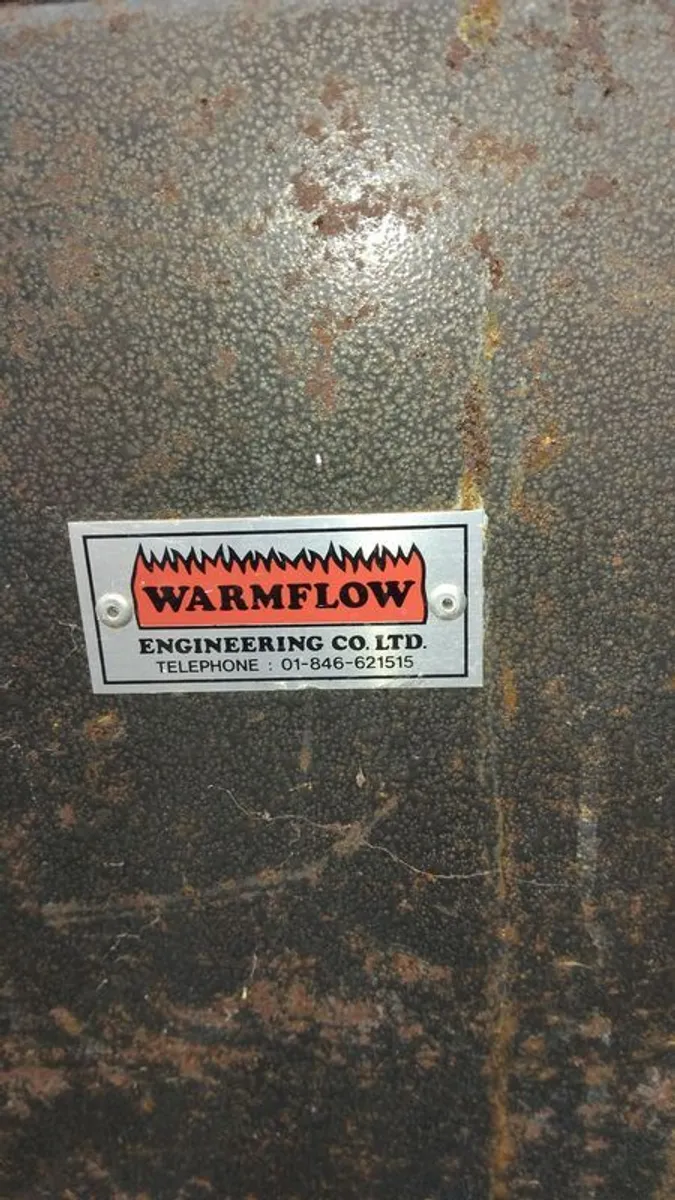 WARMFLOW
ENGINEERING CO. LTD.
TELEPHONE : 01-846-621515